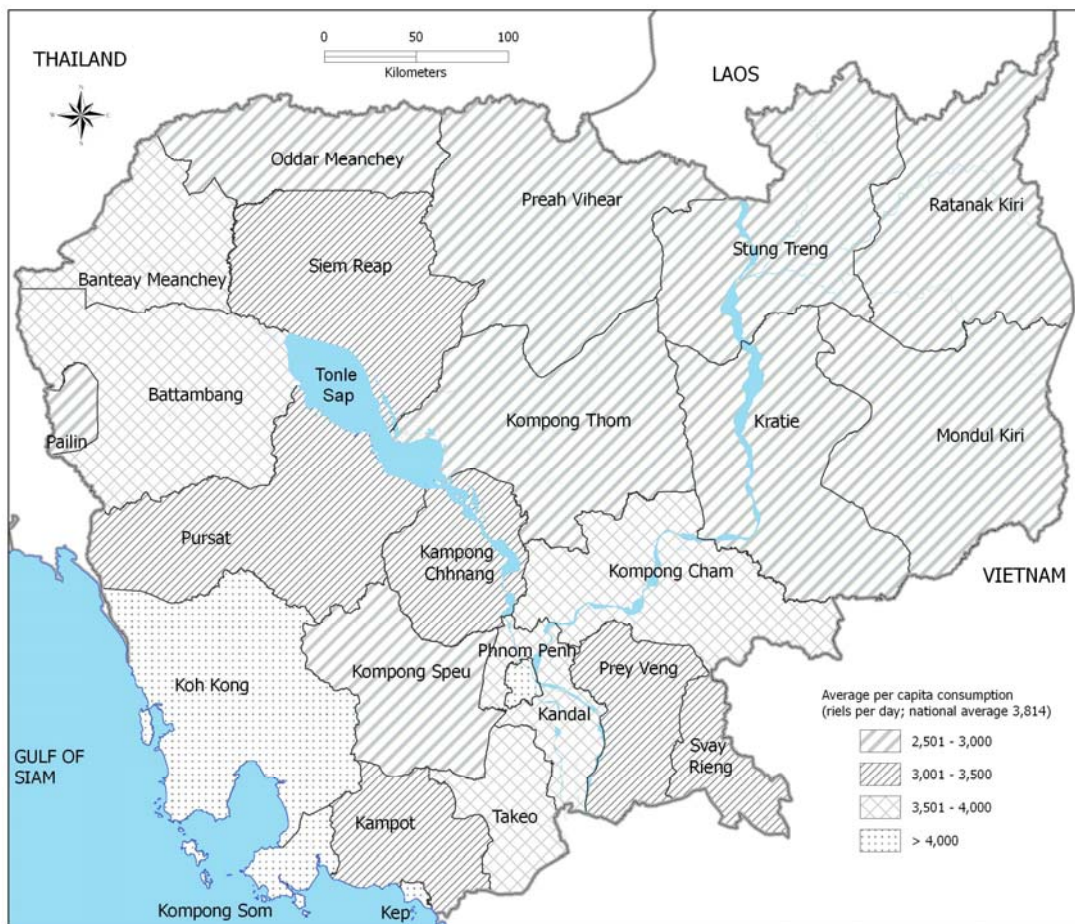 0
50
100
Kilometers
THAILAND
LAOS
N
Oddar Meanchey
Preah Vihear
Ratanak Kiri
Stung Treng
Siem Reap
Banteay Meanchey
Tonle
Sap
Battambang
Kompong Thom
Kratie
Mondul Kiri
Pailin
Pursat
Kampong
Chhnang
Kompong Cham
VIETNAM
Phnom Penh
Prey Veng
Kompong Speu
Koh Kong
Kandal
Average per capita consumption
(riels per day; national average 3,814)
2,501 - 3,000
3,001 - 3,500
3,501 - 4,000
> 4,000
GULF OF
SIAM
Svay
Rieng
Kampot
Takeo
Kompong Som
Kep